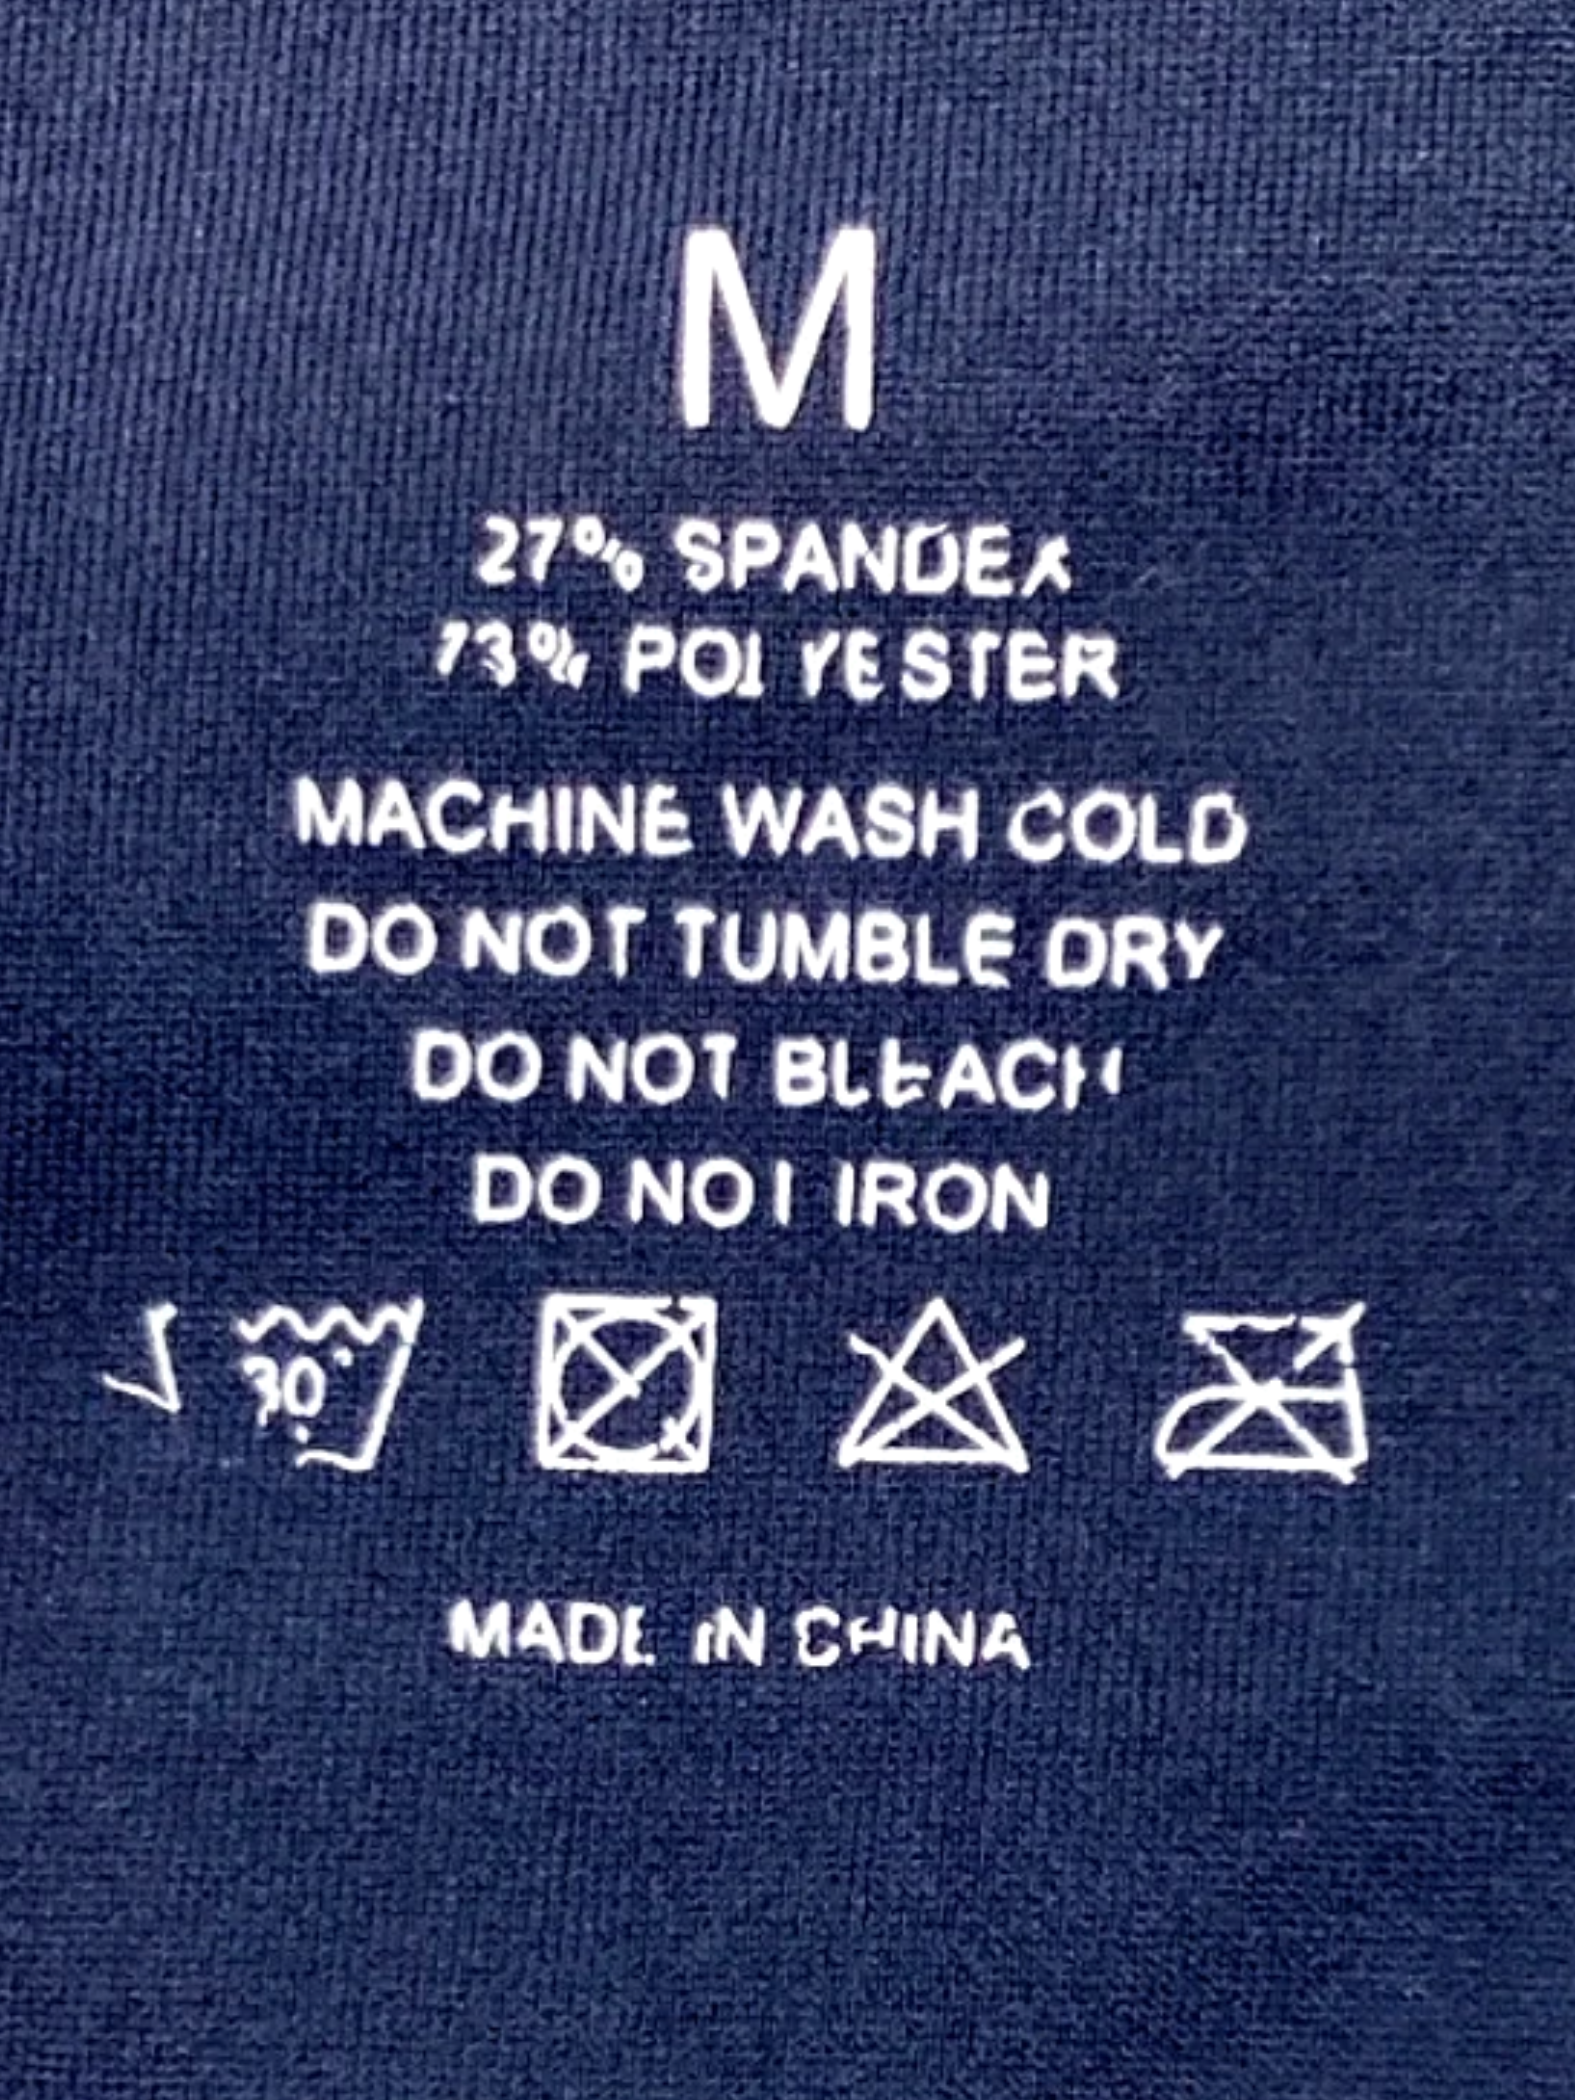 M
27% SPANDEX
73% POLYESTER
MACHINE WASH COLD
DO NOT TUMBLE DRY
DO NOT BLEACH
DO NOT IRON
30°
MADE IN CHINA